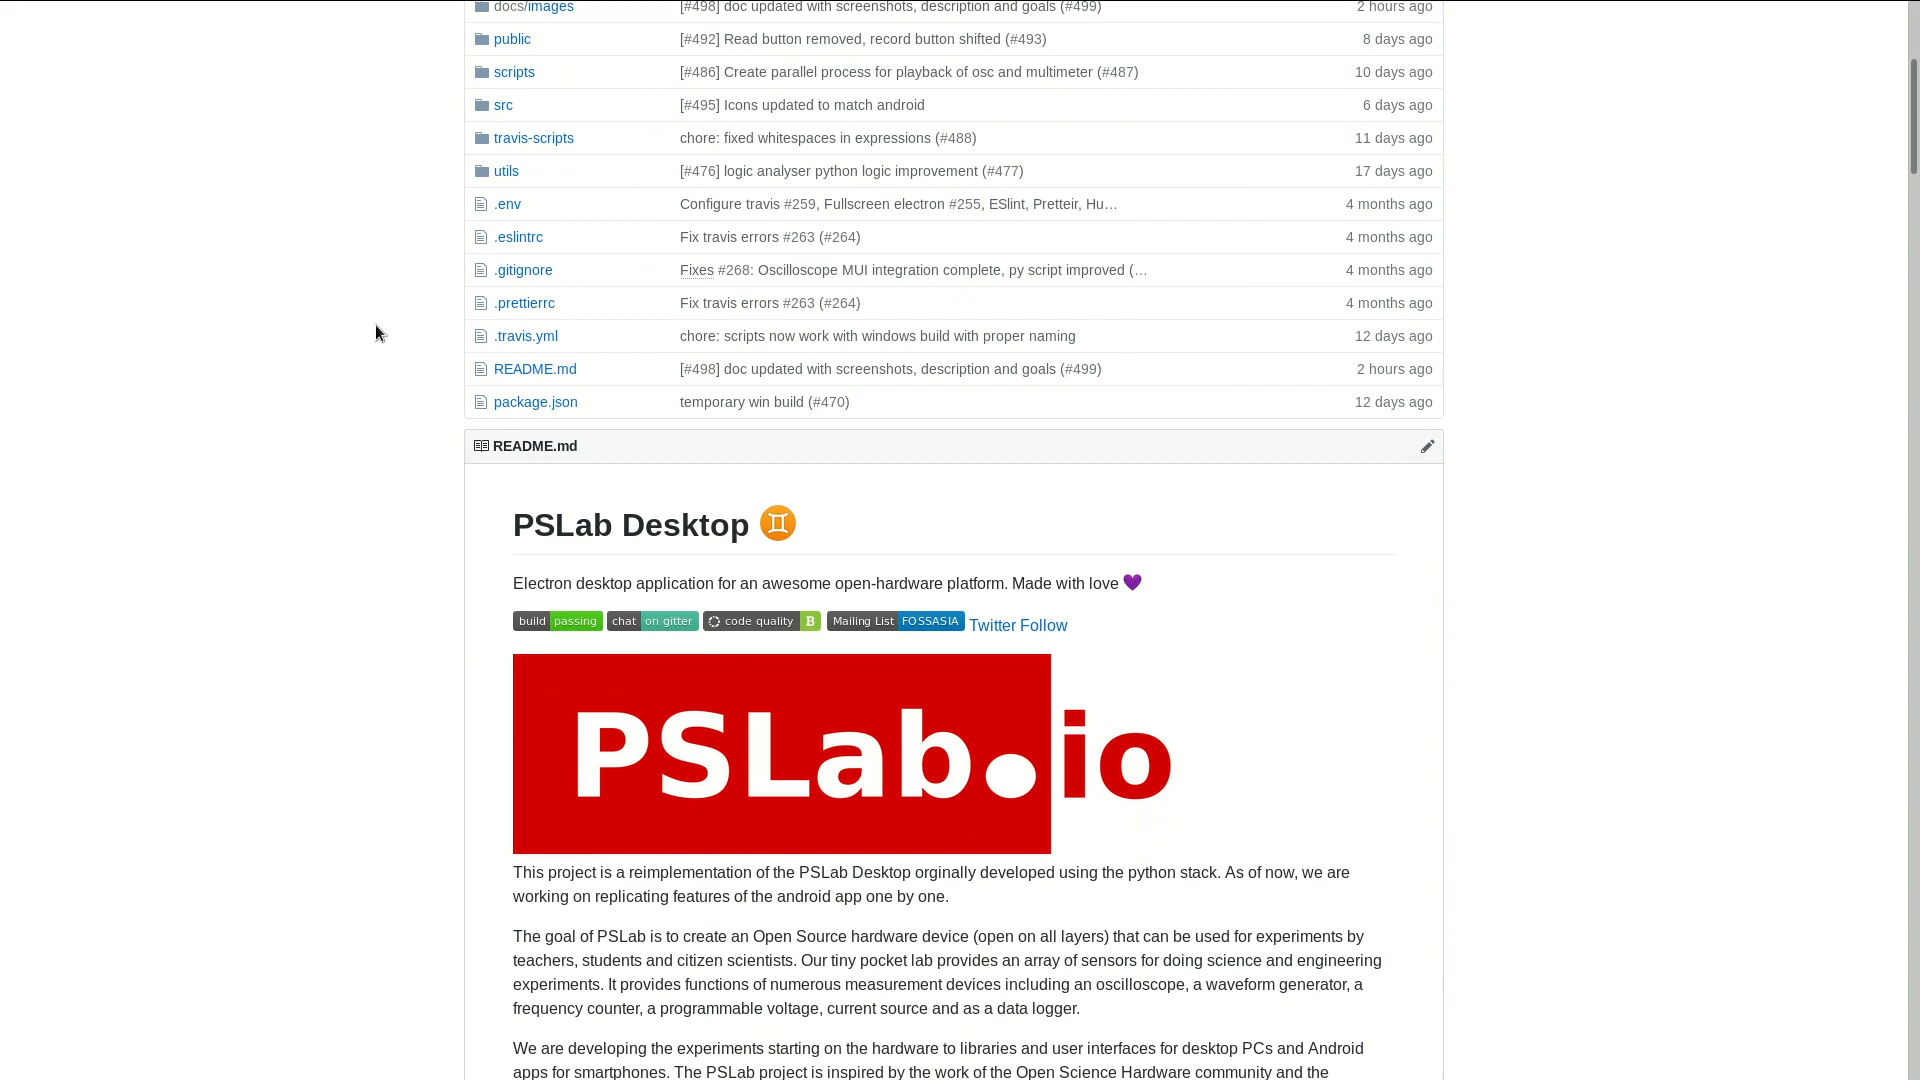 docs/images [#498] doc updated with screenshots, description and goals (#499) 2 hours ago
public [#492] Read button removed, record button shifted (#493) 8 days ago
scripts [#486] Create parallel process for playback of osc and multimeter (#487) 10 days ago
src [#495] Icons updated to match android 6 days ago
travis-scripts chore: fixed whitespaces in expressions (#488) 11 days ago
utils [#476] logic analyser python logic improvement (#477) 17 days ago
.env Configure travis #259, Fullscreen electron #255, ESlint, Pretteir, Hu… 4 months ago
.eslintrc Fix travis errors #263 (#264) 4 months ago
.gitignore Fixes #268: Oscilloscope MUI integration complete, py script improved (… 4 months ago
.prettierrc Fix travis errors #263 (#264) 4 months ago
.travis.yml chore: scripts now work with windows build with proper naming 12 days ago
README.md [#498] doc updated with screenshots, description and goals (#499) 2 hours ago
package.json temporary win build (#470) 12 days ago
README.md
PSLab Desktop ♊
Electron desktop application for an awesome open-hardware platform. Made with love 💜
build passing chat on gitter code quality B Mailing List FOSSASIA Twitter Follow
PSLab.io
This project is a reimplementation of the PSLab Desktop orginally developed using the python stack. As of now, we are
working on replicating features of the android app one by one.
The goal of PSLab is to create an Open Source hardware device (open on all layers) that can be used for experiments by
teachers, students and citizen scientists. Our tiny pocket lab provides an array of sensors for doing science and engineering
experiments. It provides functions of numerous measurement devices including an oscilloscope, a waveform generator, a
frequency counter, a programmable voltage, current source and as a data logger.
We are developing the experiments starting on the hardware to libraries and user interfaces for desktop PCs and Android
apps for smartphones. The PSLab project is inspired by the work of the Open Science Hardware community and the